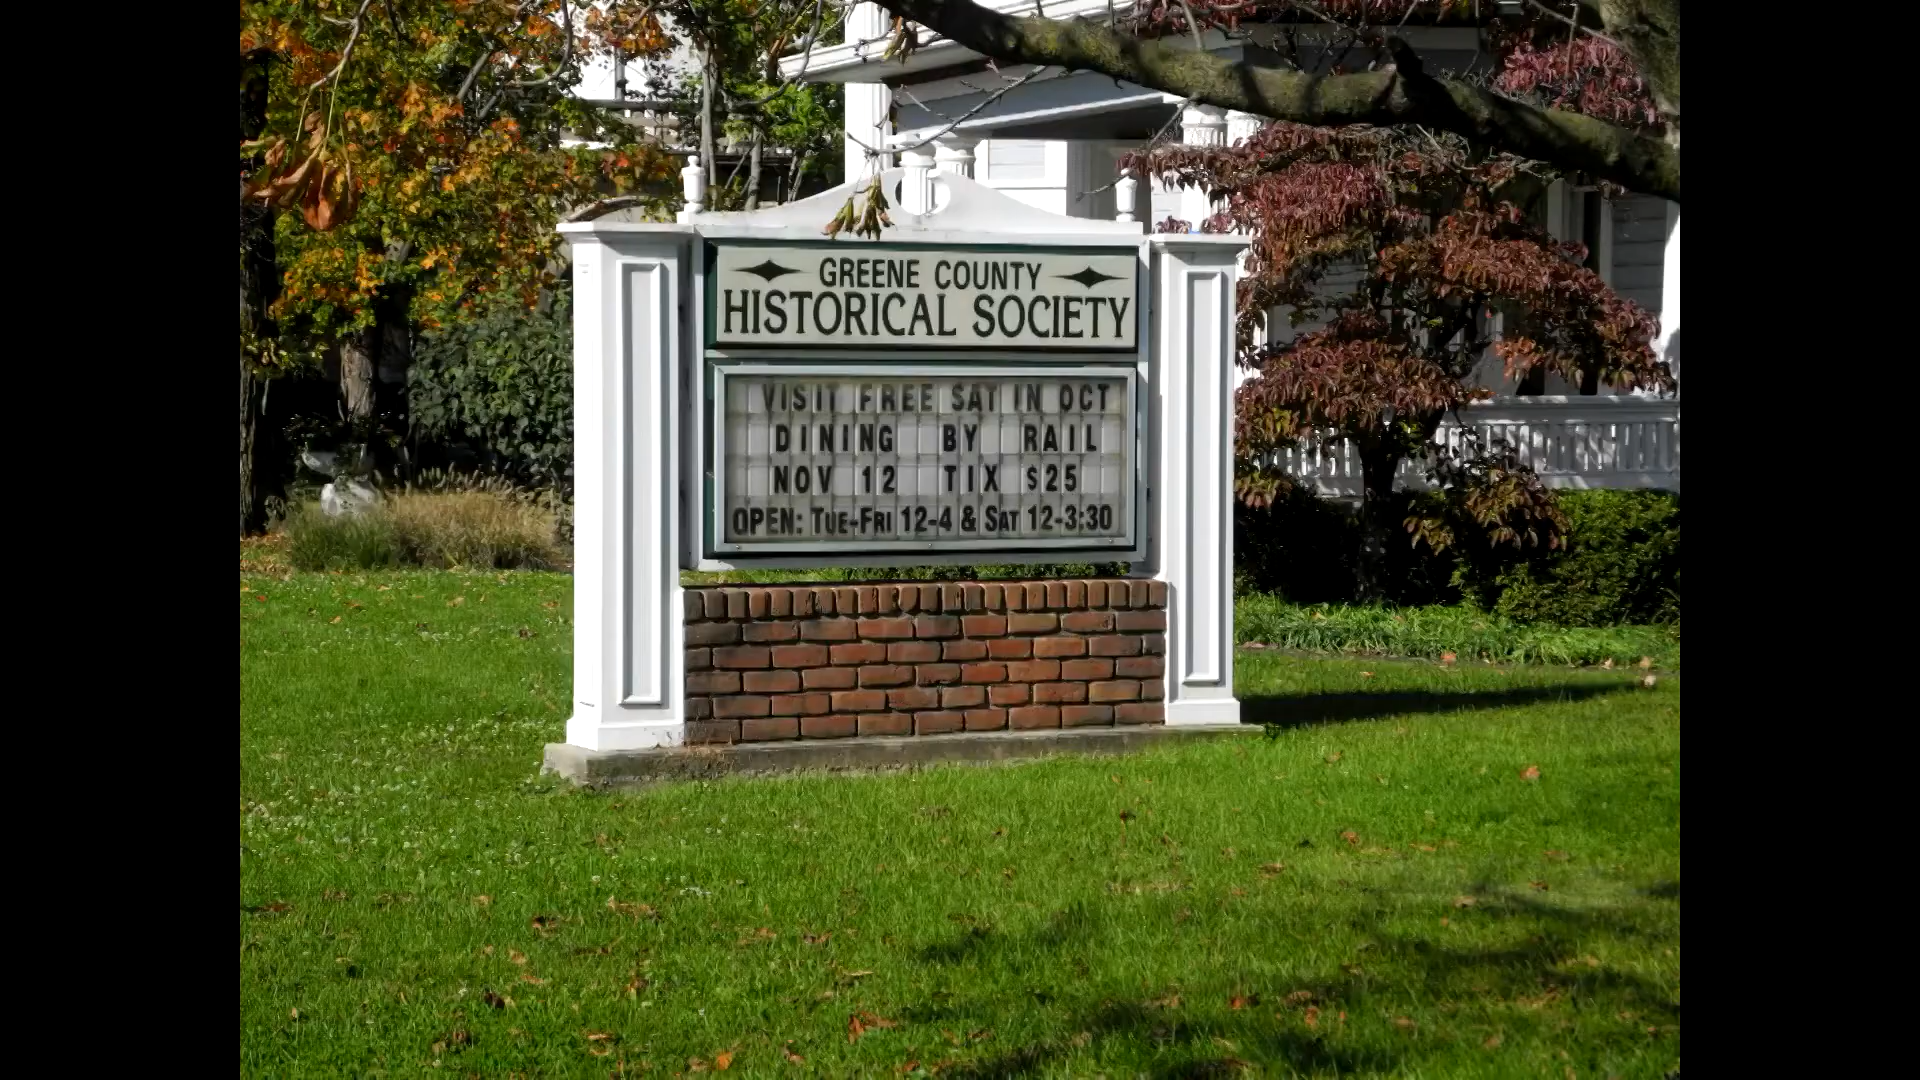 GREENE COUNTY
HISTORICAL SOCIETY
VISIT FREE SAT IN OCT
DINING BY RAIL
NOV 12 TIX $25
OPEN: TUE-FRI 12-4 & SAT 12-3:30